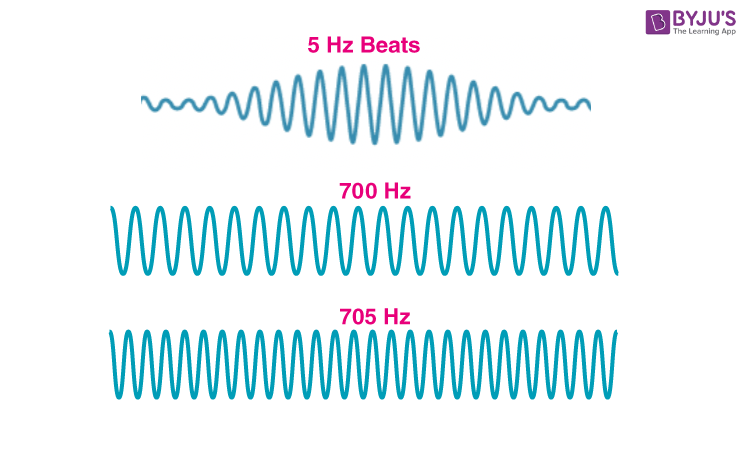 BYJU'S
The Learning App
5 Hz Beats
700 Hz
705 Hz